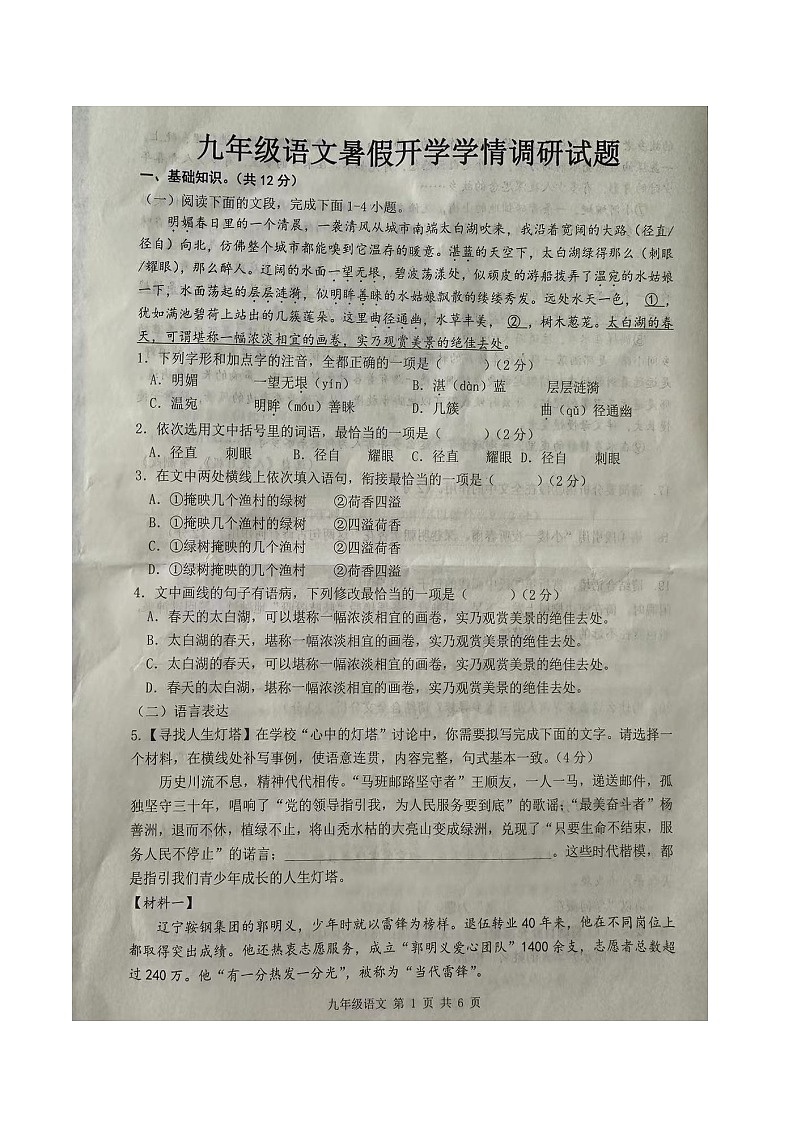 九年级语文暑假开学学情调研试题
一、基础知识。(共12分)
(一)阅读下面的文段，完成下面1-4小题。
明媚春日里的一个清晨，一袭清风从城市南端太白湖吹来，我沿着宽阔的大路（径直/
径自）向北，仿佛整个城市都能嗅到它温存的暖意。湛蓝的天空下，太白湖绿得那么（刺眼
/耀眼），那么醉人。辽阔的水面一望无垠，碧波荡漾处，似顽皮的游船拨弄了温宛的水姑娘
一下，水面荡起的层层涟漪，似明眸善睐的水姑娘飘散的缕缕秀发。远处水天一色， ① ，
犹如满池碧荷上站出的几簇莲朵。这里曲径通幽，水草丰美， ② ，树木葱茏。太白湖的春
天，可谓堪称一幅浓淡相宜的画卷，实乃观赏美景的绝佳去处。
1．下列字形和加点字的注音，全都正确的一项是（ ）(2分)
A．明媚 一望无垠（yín） B．湛（dàn）蓝 层层涟漪
C．温宛 明眸（móu）善睐 D．几簇 曲（qǔ）径通幽
2．依次选用文中括号里的词语，最恰当的一项是（ ）(2分)
A．径直 刺眼 B．径自 耀眼 C．径直 耀眼 D．径自 刺眼
3．在文中两处横线上依次填入语句，衔接最恰当的一项是（ ）(2分)
A．①掩映几个渔村的绿树 ②荷香四溢
B．①掩映几个渔村的绿树 ②四溢荷香
C．①绿树掩映的几个渔村 ②四溢荷香
D．①绿树掩映的几个渔村 ②荷香四溢
4．文中画线的句子有语病，下列修改最恰当的一项是（ ）(2分)
A．春天的太白湖，可以堪称一幅浓淡相宜的画卷，实乃观赏美景的绝佳去处。
B．太白湖的春天，堪称一幅浓淡相宜的画卷，实乃观赏美景的绝佳去处。
C．太白湖的春天，可以堪称一幅浓淡相宜的画卷，实乃观赏美景的绝佳去处。
D．春天的太白湖，堪称一幅浓淡相宜的画卷，实乃观赏美景的绝佳去处。
（二）语言表达
5.【寻找人生灯塔】在学校“心中的灯塔”讨论中，你需要拟写完成下面的文字。请选择一
个材料，在横线处补写事例，使语意连贯，内容完整，句式基本一致。(4分)
历史川流不息，精神代代相传。“马班邮路坚守者”王顺友，一人一马，递送邮件，孤
独坚守三十年，唱响了“党的领导指引我，为人民服务要到底”的歌谣；“最美奋斗者”杨
善洲，退而不休，植绿不止，将山秃水枯的大亮山变成绿洲，兑现了“只要生命不结束，服
务人民不停止”的诺言；＿＿＿＿＿＿＿＿＿＿＿＿＿＿＿。这些时代楷模，都
是指引我们青少年成长的人生灯塔。
【材料一】
辽宁鞍钢集团的郭明义，少年时就以雷锋为榜样。退伍转业40年来，他在不同岗位上
都取得突出成绩。他还热衷志愿服务，成立“郭明义爱心团队”1400余支，志愿者总数超
过240万。他“有一分热发一分光”，被称为“当代雷锋”。
九年级语文 第 1 页 共 6 页